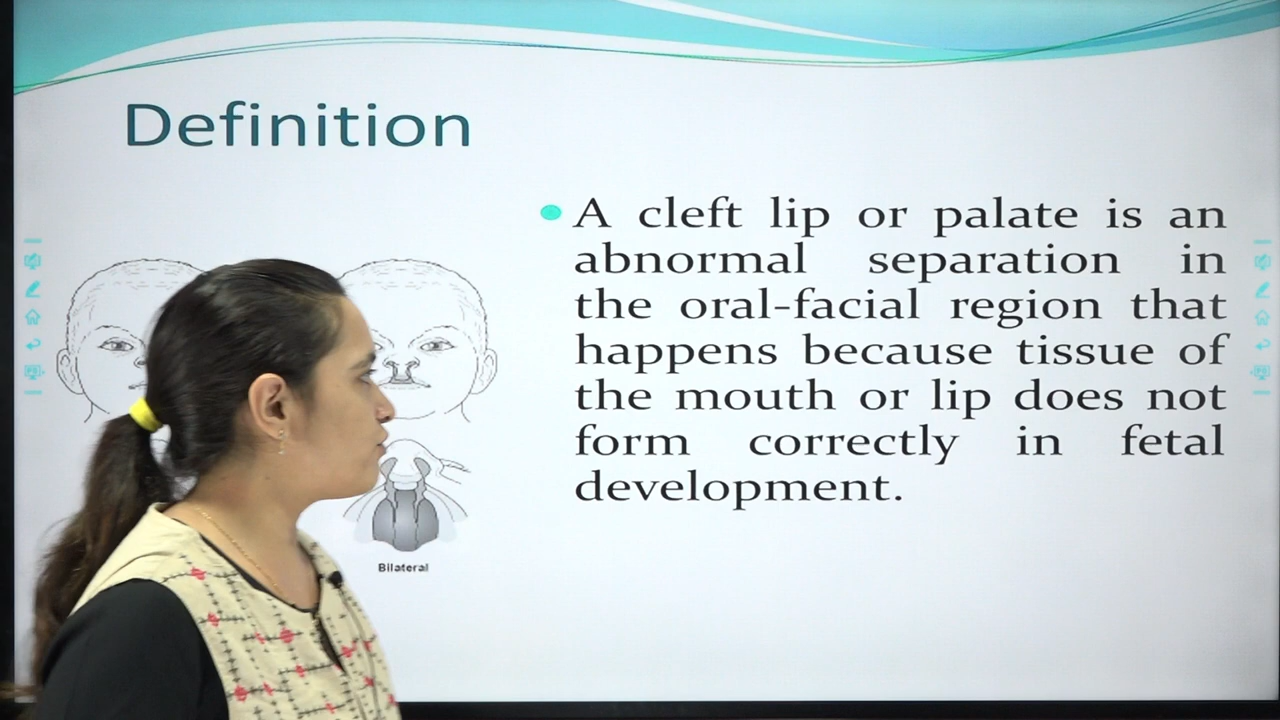 Definition
A cleft lip or palate is an
abnormal separation in
the oral-facial region that
happens because tissue of
the mouth or lip does not
form correctly in fetal
development.
Bilateral